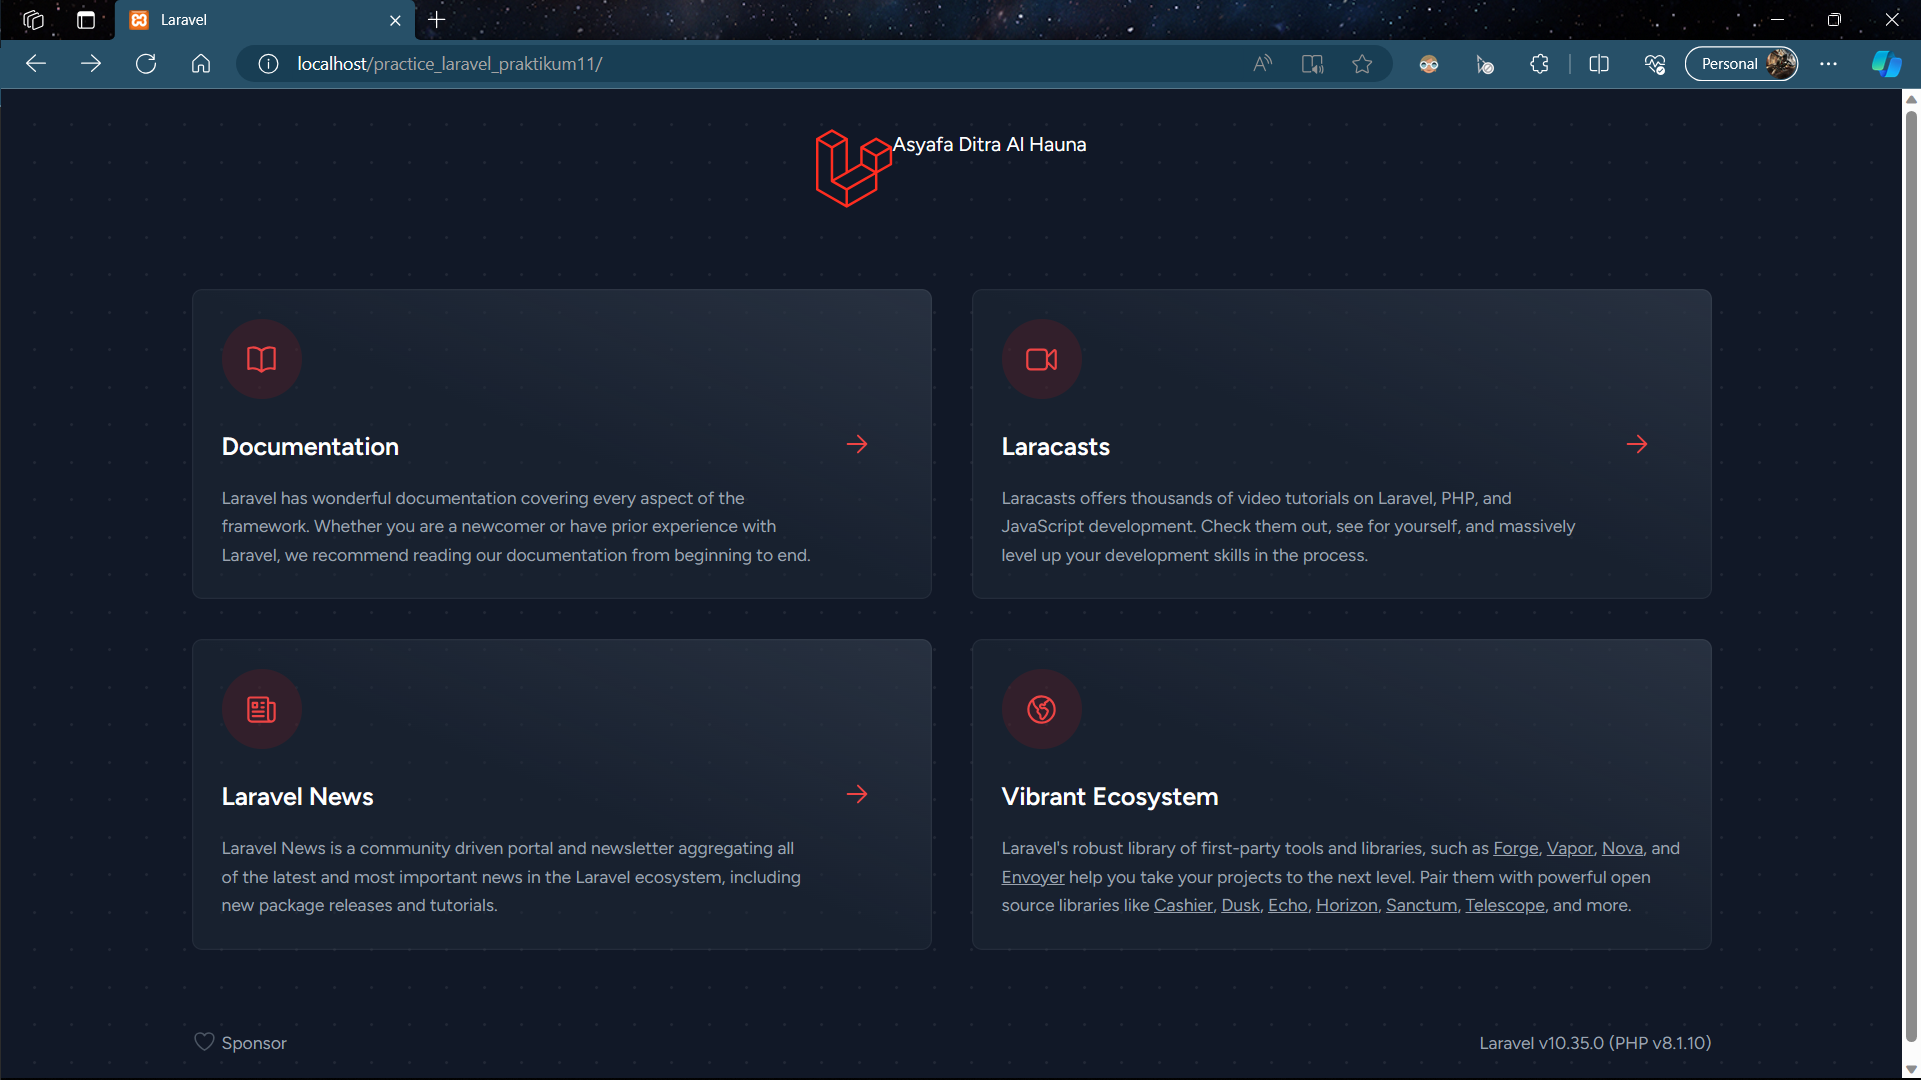 Laravel
localhost/practice_laravel_praktikum11/
Personal
Asyafa Ditra Al Hauna
Documentation
Laravel has wonderful documentation covering every aspect of the
framework. Whether you are a newcomer or have prior experience with
Laravel, we recommend reading our documentation from beginning to end.
Laracasts
Laracasts offers thousands of video tutorials on Laravel, PHP, and
JavaScript development. Check them out, see for yourself, and massively
level up your development skills in the process.
Laravel News
Laravel News is a community driven portal and newsletter aggregating all
of the latest and most important news in the Laravel ecosystem, including
new package releases and tutorials.
Vibrant Ecosystem
Laravel's robust library of first-party tools and libraries, such as Forge, Vapor, Nova, and
Envoyer help you take your projects to the next level. Pair them with powerful open
source libraries like Cashier, Dusk, Echo, Horizon, Sanctum, Telescope, and more.
Sponsor
Laravel v10.35.0 (PHP v8.1.10)